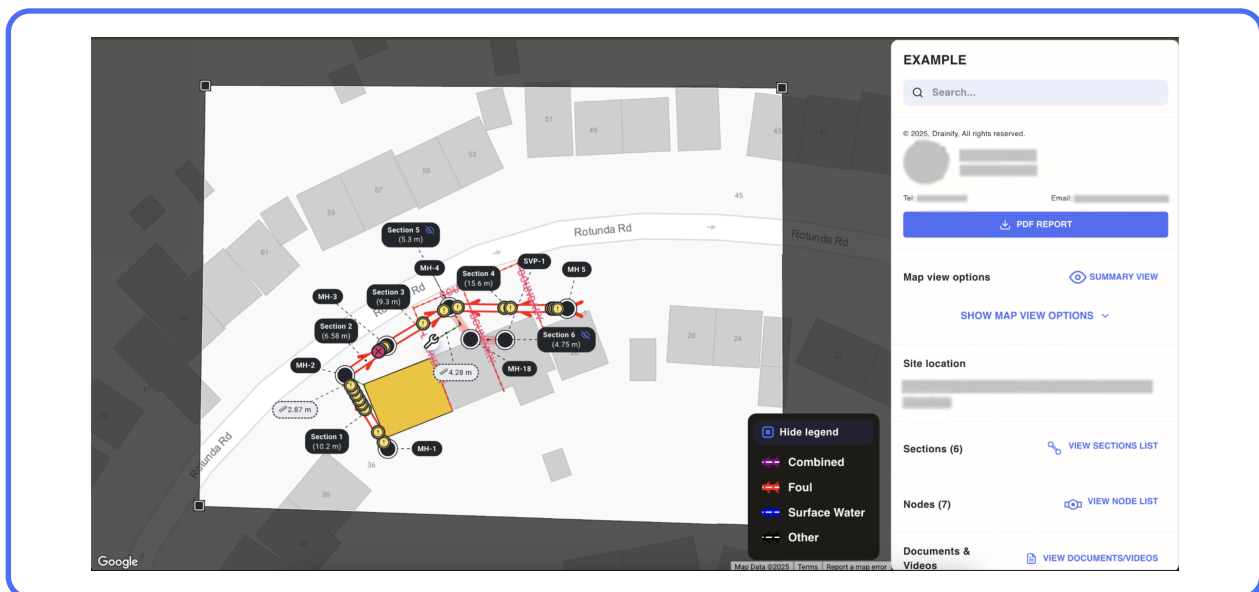 EXAMPLE
Search...
© 2025, Drainify, All rights reserved.
Tel:
Email:
PDF REPORT
Map view options
SUMMARY VIEW
SHOW MAP VIEW OPTIONS
Site location
Sections (6)
VIEW SECTIONS LIST
Nodes (7)
VIEW NODE LIST
Documents &
Videos
VIEW DOCUMENTS/VIDEOS
51
49
43
53
55
57
59
61
45
Rotunda Rd
Rotunda Rd
Section 5
(5.3 m)
MH-4
SVP-1
MH 5
Section 4
(15.6 m)
Section 3
(9.3 m)
Rd
MH-3
Section 2
(6.58 m)
BOUNDARY
BOUNDARY
Section 6
(4.75 m)
26
24
MH-2
4.28 m
MH-18
2.87 m
Section 1
(10.2 m)
MH-1
36
38
Rotunda Rd
Hide legend
Combined
Foul
Surface Water
Other
Google
Map Data ©2025
Terms
Report a map error